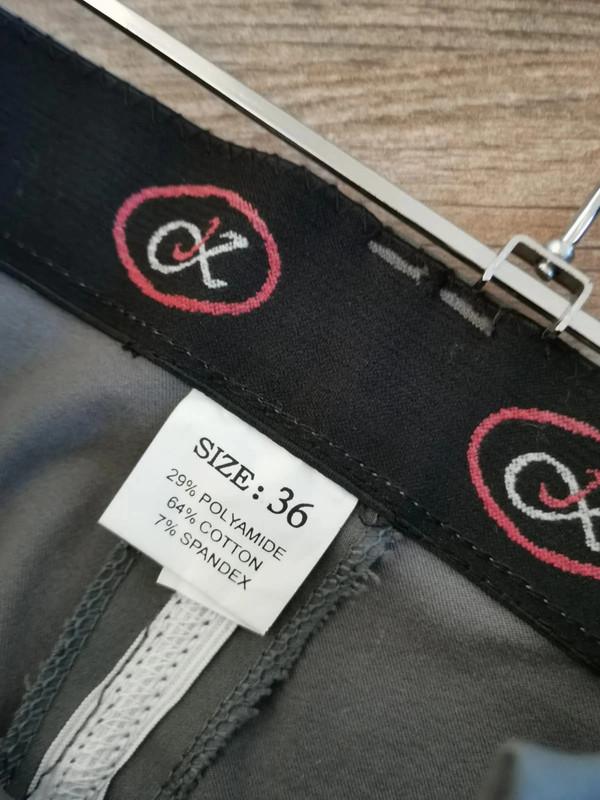 SIZE: 36
29% POLYAMIDE
64% COTTON
7% SPANDEX